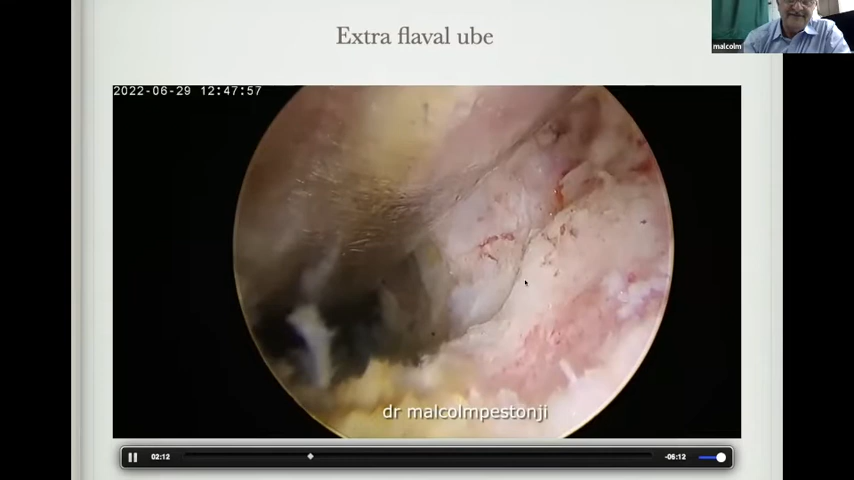 Extra flaval ube
malcolm
2022-06-29 12:47:57
dr malcolmpestonji
02:12
-06:12